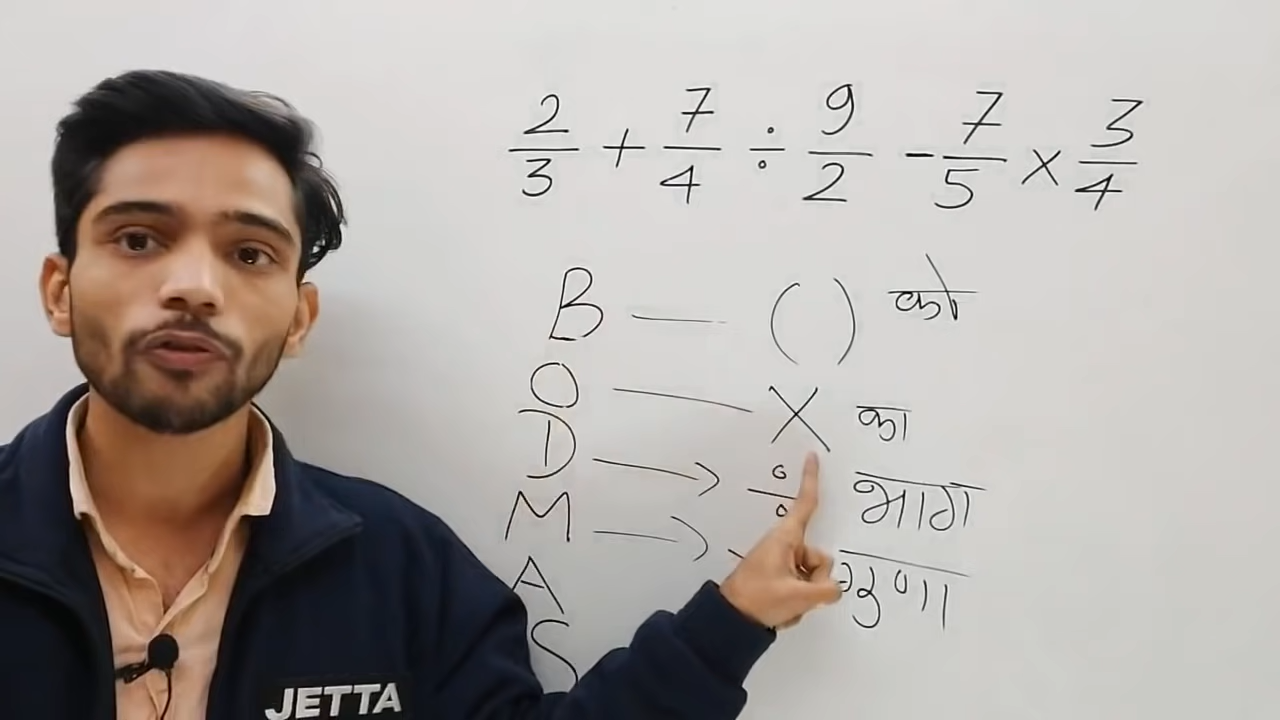 2/3 + 7/4 ÷ 9/2 - 7/5 × 3/4
B — ( ) को
O — × का
D → ÷ भाग
M → गुणा
A
S
JETTA